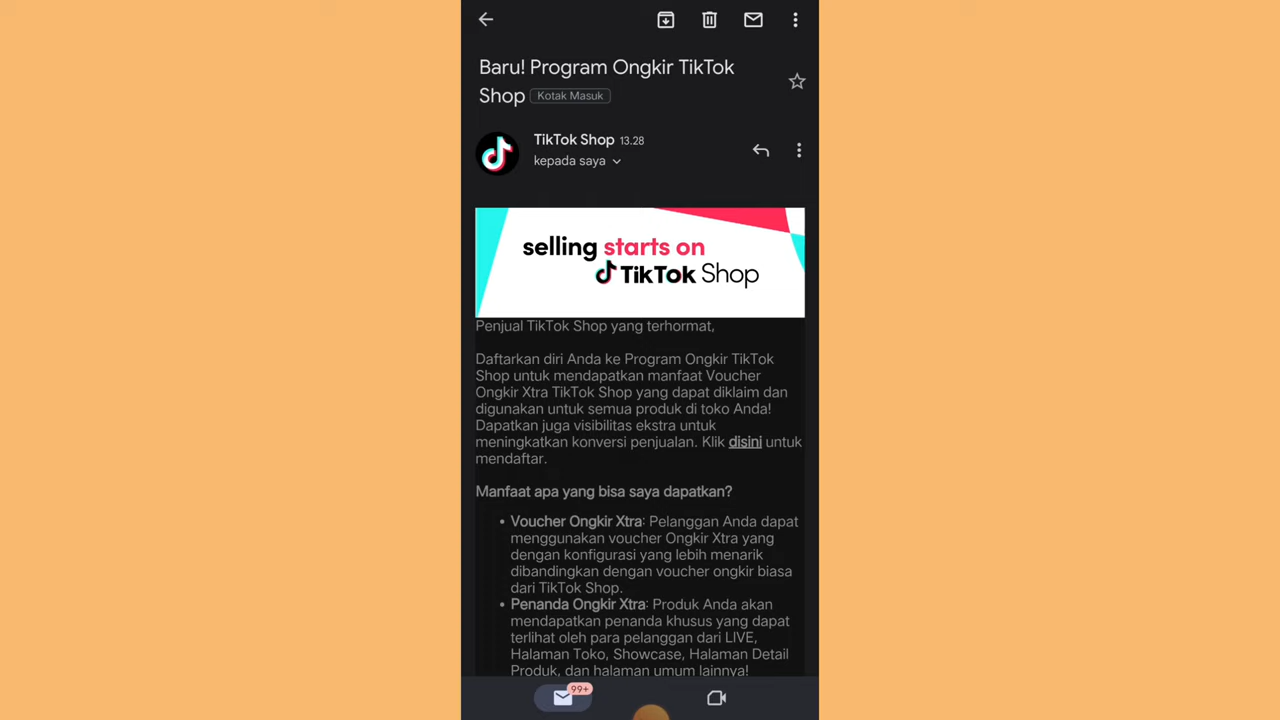 Baru! Program Ongkir TikTok
Shop Kotak Masuk
TikTok Shop 13.28
kepada saya
selling starts on
TikTok Shop
Penjual TikTok Shop yang terhormat,
Daftarkan diri Anda ke Program Ongkir TikTok
Shop untuk mendapatkan manfaat Voucher
Ongkir Xtra TikTok Shop yang dapat diklaim dan
digunakan untuk semua produk di toko Anda!
Dapatkan juga visibilitas ekstra untuk
meningkatkan konversi penjualan. Klik disini untuk
mendaftar.
Manfaat apa yang bisa saya dapatkan?
• Voucher Ongkir Xtra: Pelanggan Anda dapat
menggunakan voucher Ongkir Xtra yang
dengan konfigurasi yang lebih menarik
dibandingkan dengan voucher ongkir biasa
dari TikTok Shop.
• Penanda Ongkir Xtra: Produk Anda akan
mendapatkan penanda khusus yang dapat
terlihat oleh para pelanggan dari LIVE,
Halaman Toko, Showcase, Halaman Detail
Produk, dan halaman umum lainnya!
99+